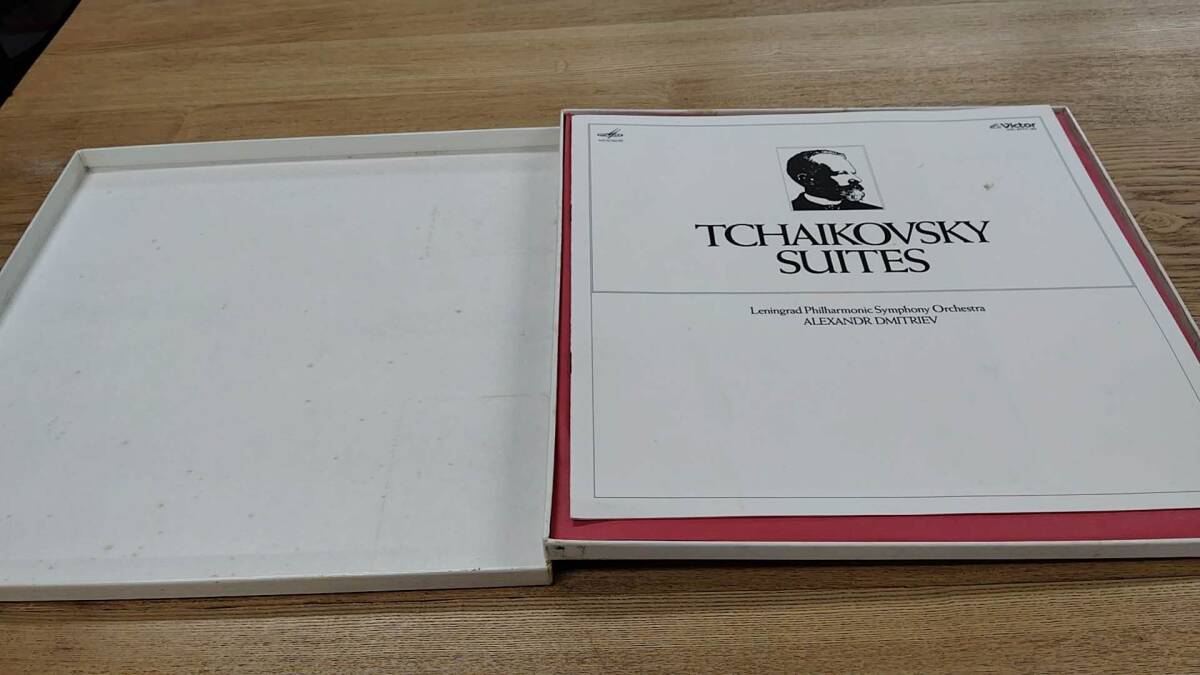 Victor
TCHAIKOVSKY
SUITES
Leningrad Philharmonic Symphony Orchestra
ALEXANDR DMITRIEV